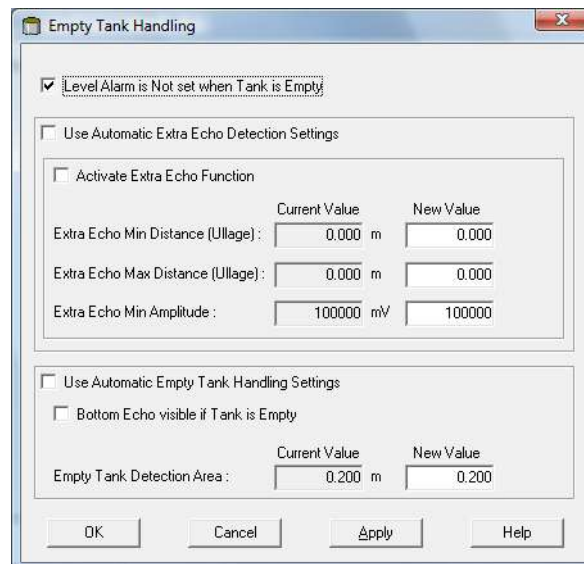 Empty Tank Handling
Level Alarm is Not set when Tank is Empty
Use Automatic Extra Echo Detection Settings
Activate Extra Echo Function
Current Value New Value
Extra Echo Min Distance (Ullage) : 0.000 m 0.000
Extra Echo Max Distance (Ullage) : 0.000 m 0.000
Extra Echo Min Amplitude : 100000 mV 100000
Use Automatic Empty Tank Handling Settings
Bottom Echo visible if Tank is Empty
Current Value New Value
Empty Tank Detection Area : 0.200 m 0.200
OK Cancel Apply Help